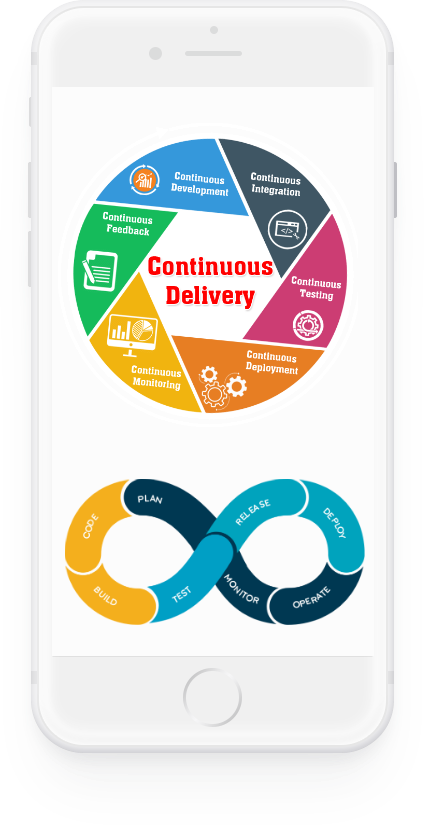 Continuous
Development
Continuous
Integration
Continuous
Feedback
Continuous
Delivery
Continuous
Testing
Continuous
Monitoring
Continuous
Deployment
</>
PLAN
RELEASE
CODE
DEPLOY
BUILD
TEST
MONITOR
OPERATE